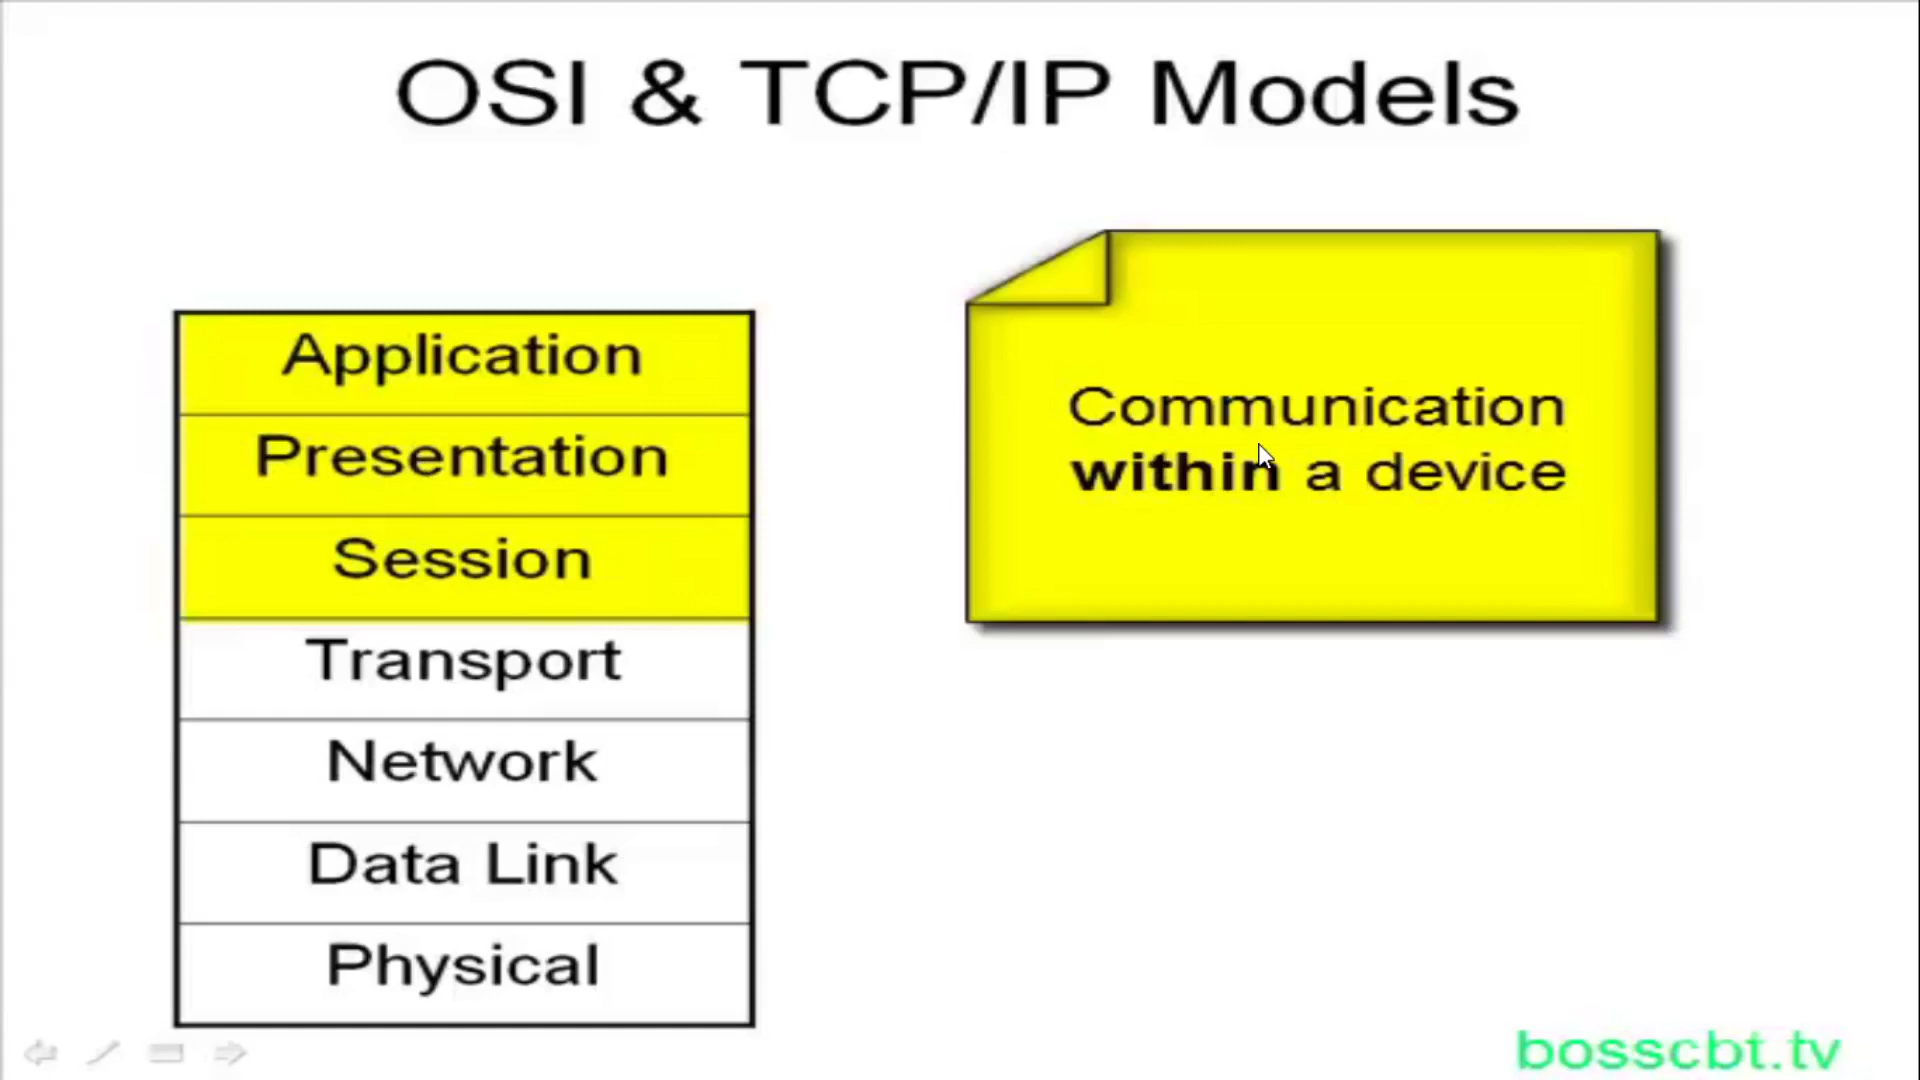 OSI & TCP/IP Models
Application
Presentation
Session
Transport
Network
Data Link
Physical
Communication
within a device
bosscbt.tv